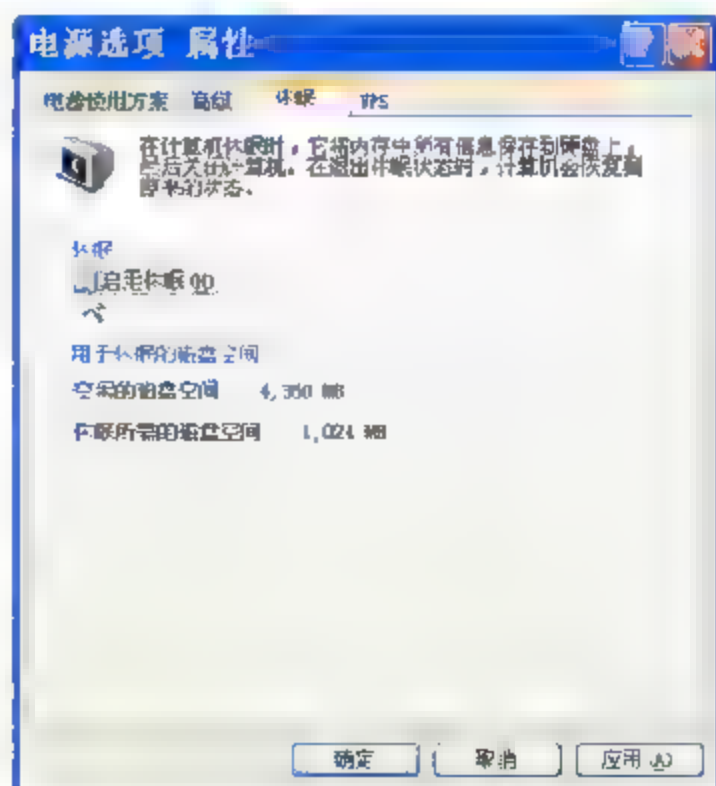 电源选项 属性
电源使用方案 高级 休眠 UPS
在计算机休眠时，它将内存中所有信息保存到硬盘上，
然后关闭计算机。在退出休眠状态时，计算机会恢复到
原来的状态。
休眠
启用休眠(H)
用于休眠的磁盘空间
空余的磁盘空间 4,350 MB
休眠所需的磁盘空间 1,024 MB
确定 取消 应用(A)